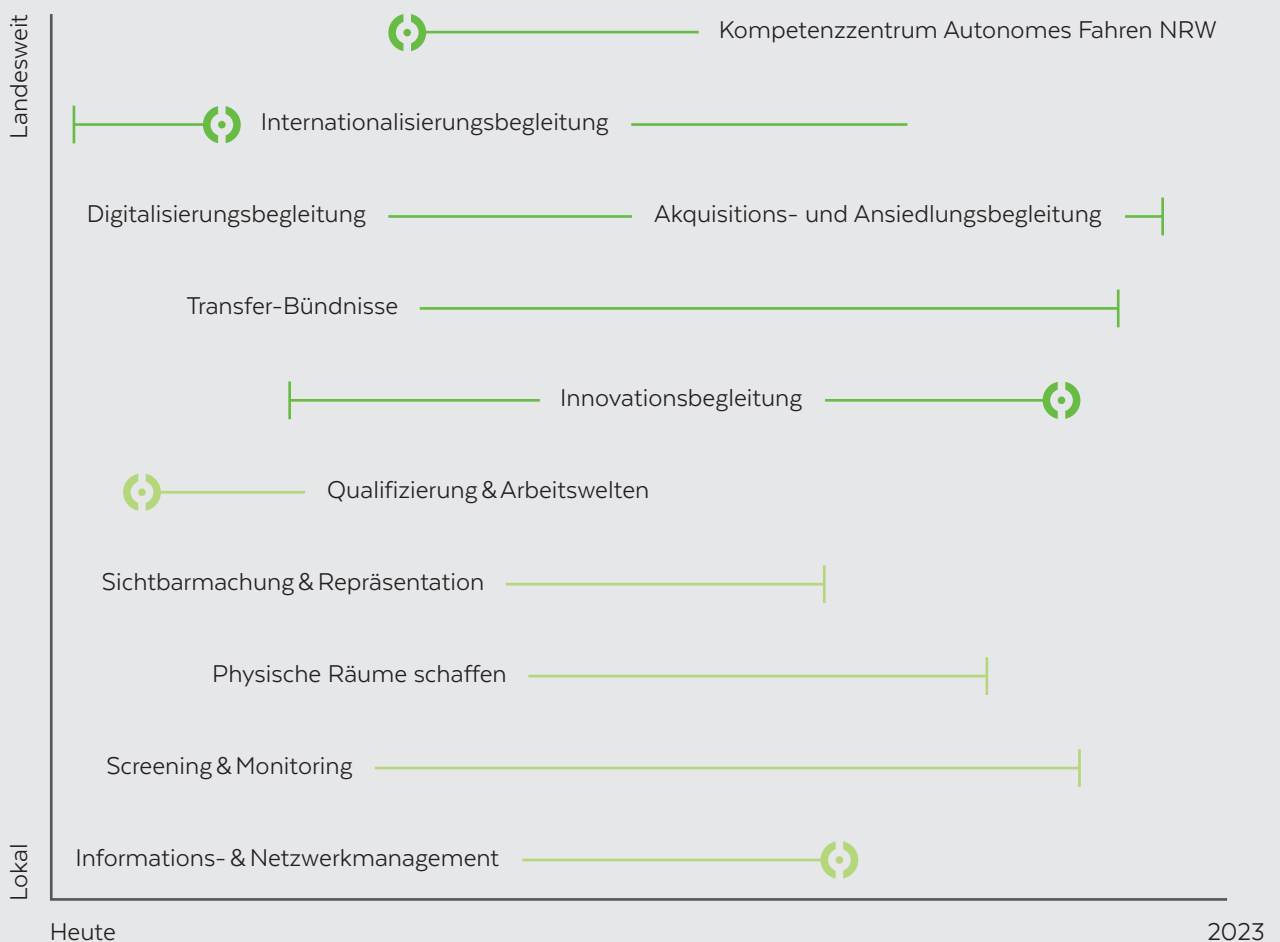 Landesweit
Kompetenzzentrum Autonomes Fahren NRW
Internationalisierungsbegleitung
Digitalisierungsbegleitung
Akquisitions- und Ansiedlungsbegleitung
Transfer-Bündnisse
Innovationsbegleitung
Qualifizierung & Arbeitswelten
Sichtbarmachung & Repräsentation
Physische Räume schaffen
Screening & Monitoring
Informations- & Netzwerkmanagement
Lokal
Heute
2023